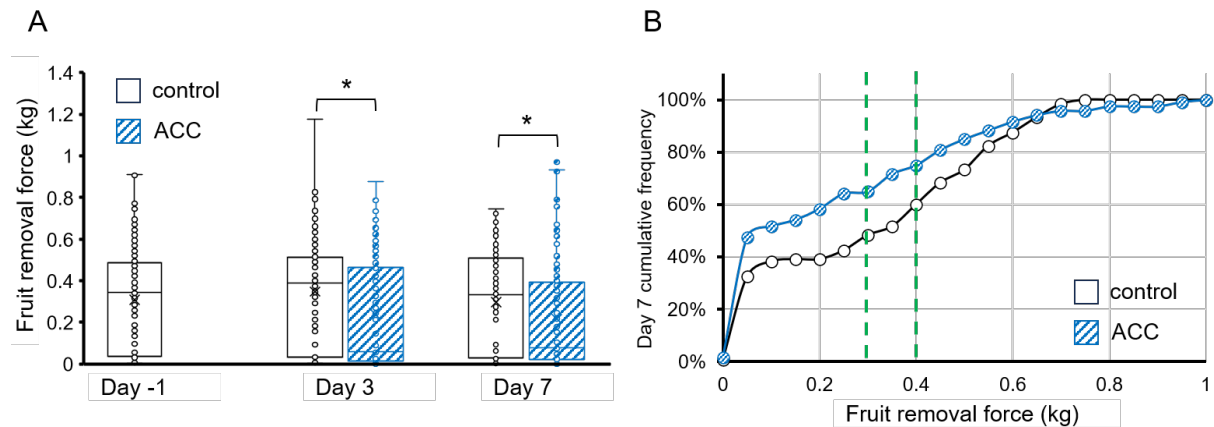 A
Fruit removal force (kg)
1.4
1.2
1
0.8
0.6
0.4
0.2
0
control
ACC
*
*
Day -1
Day 3
Day 7
B
Day 7 cumulative frequency
100%
80%
60%
40%
20%
0%
control
ACC
0
0.2
0.4
0.6
0.8
1
Fruit removal force (kg)